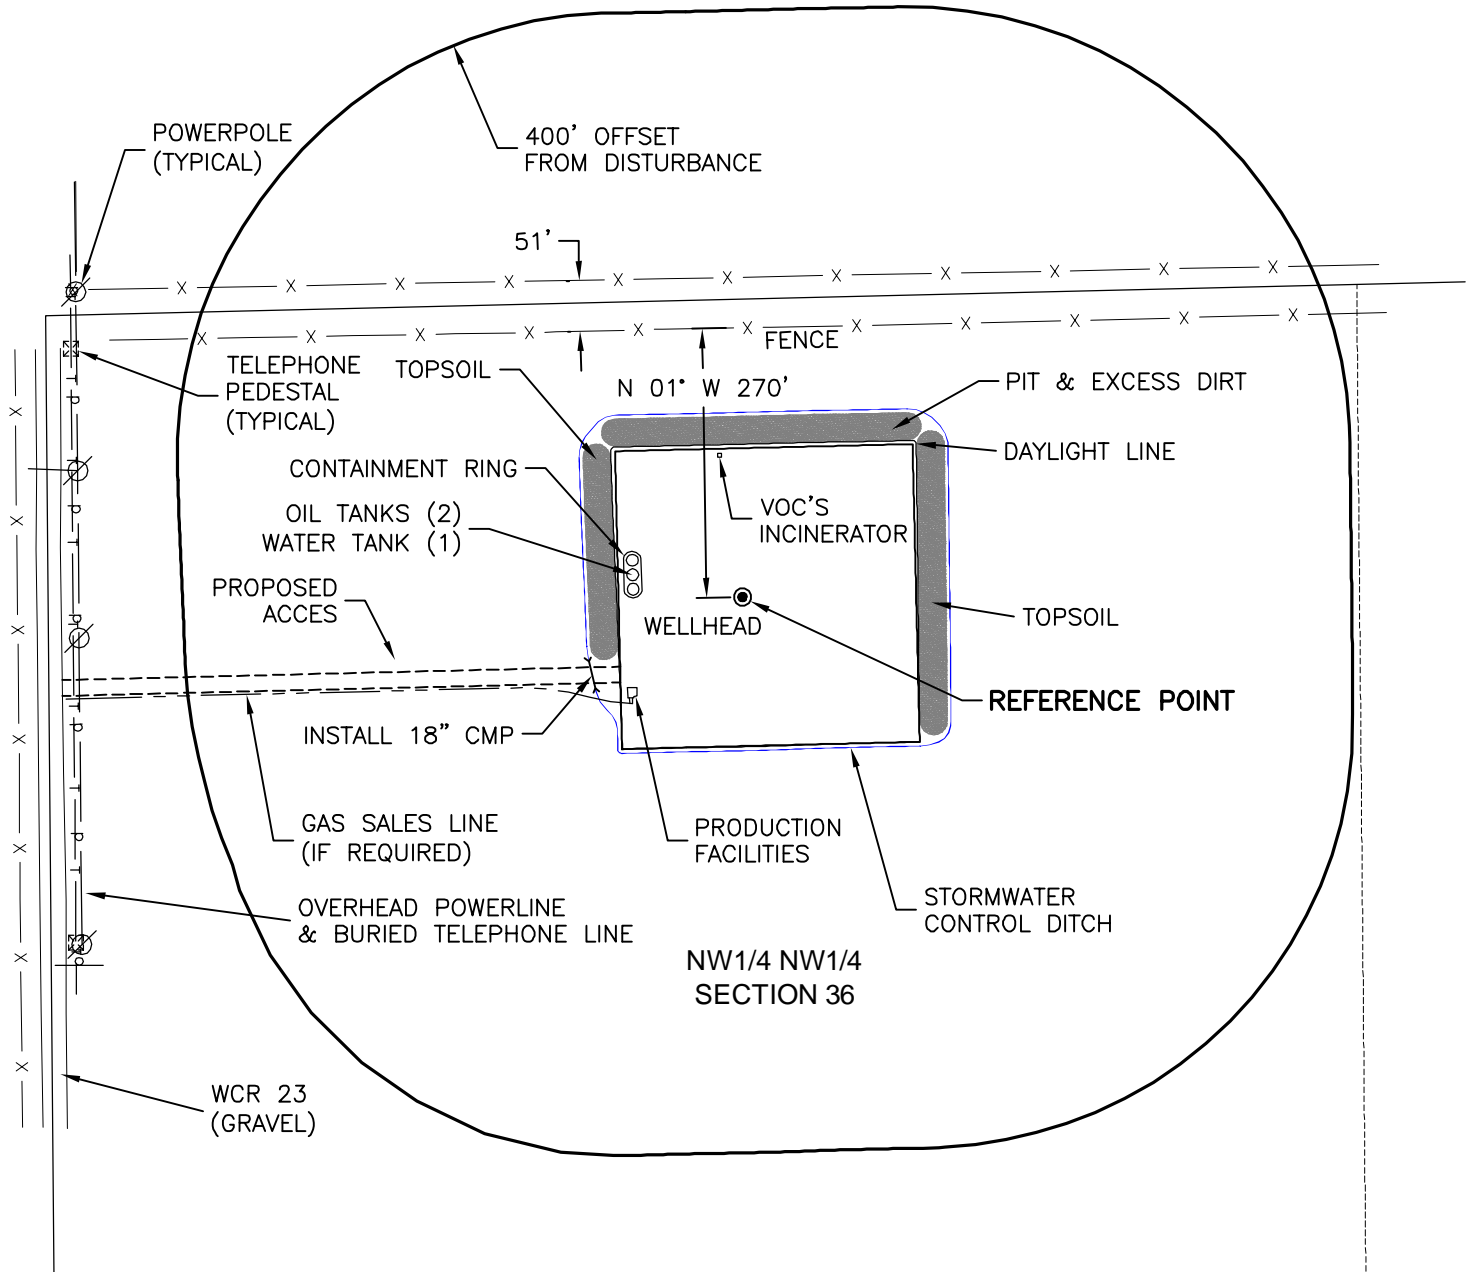 POWERPOLE
(TYPICAL)
400' OFFSET
FROM DISTURBANCE
51'
FENCE
TELEPHONE
PEDESTAL
(TYPICAL)
TOPSOIL
N 01° W 270'
PIT & EXCESS DIRT
DAYLIGHT LINE
CONTAINMENT RING
OIL TANKS (2)
WATER TANK (1)
VOC'S
INCINERATOR
PROPOSED
ACCES
WELLHEAD
TOPSOIL
REFERENCE POINT
INSTALL 18" CMP
GAS SALES LINE
(IF REQUIRED)
PRODUCTION
FACILITIES
STORMWATER
CONTROL DITCH
OVERHEAD POWERLINE
& BURIED TELEPHONE LINE
NW1/4 NW1/4
SECTION 36
WCR 23
(GRAVEL)